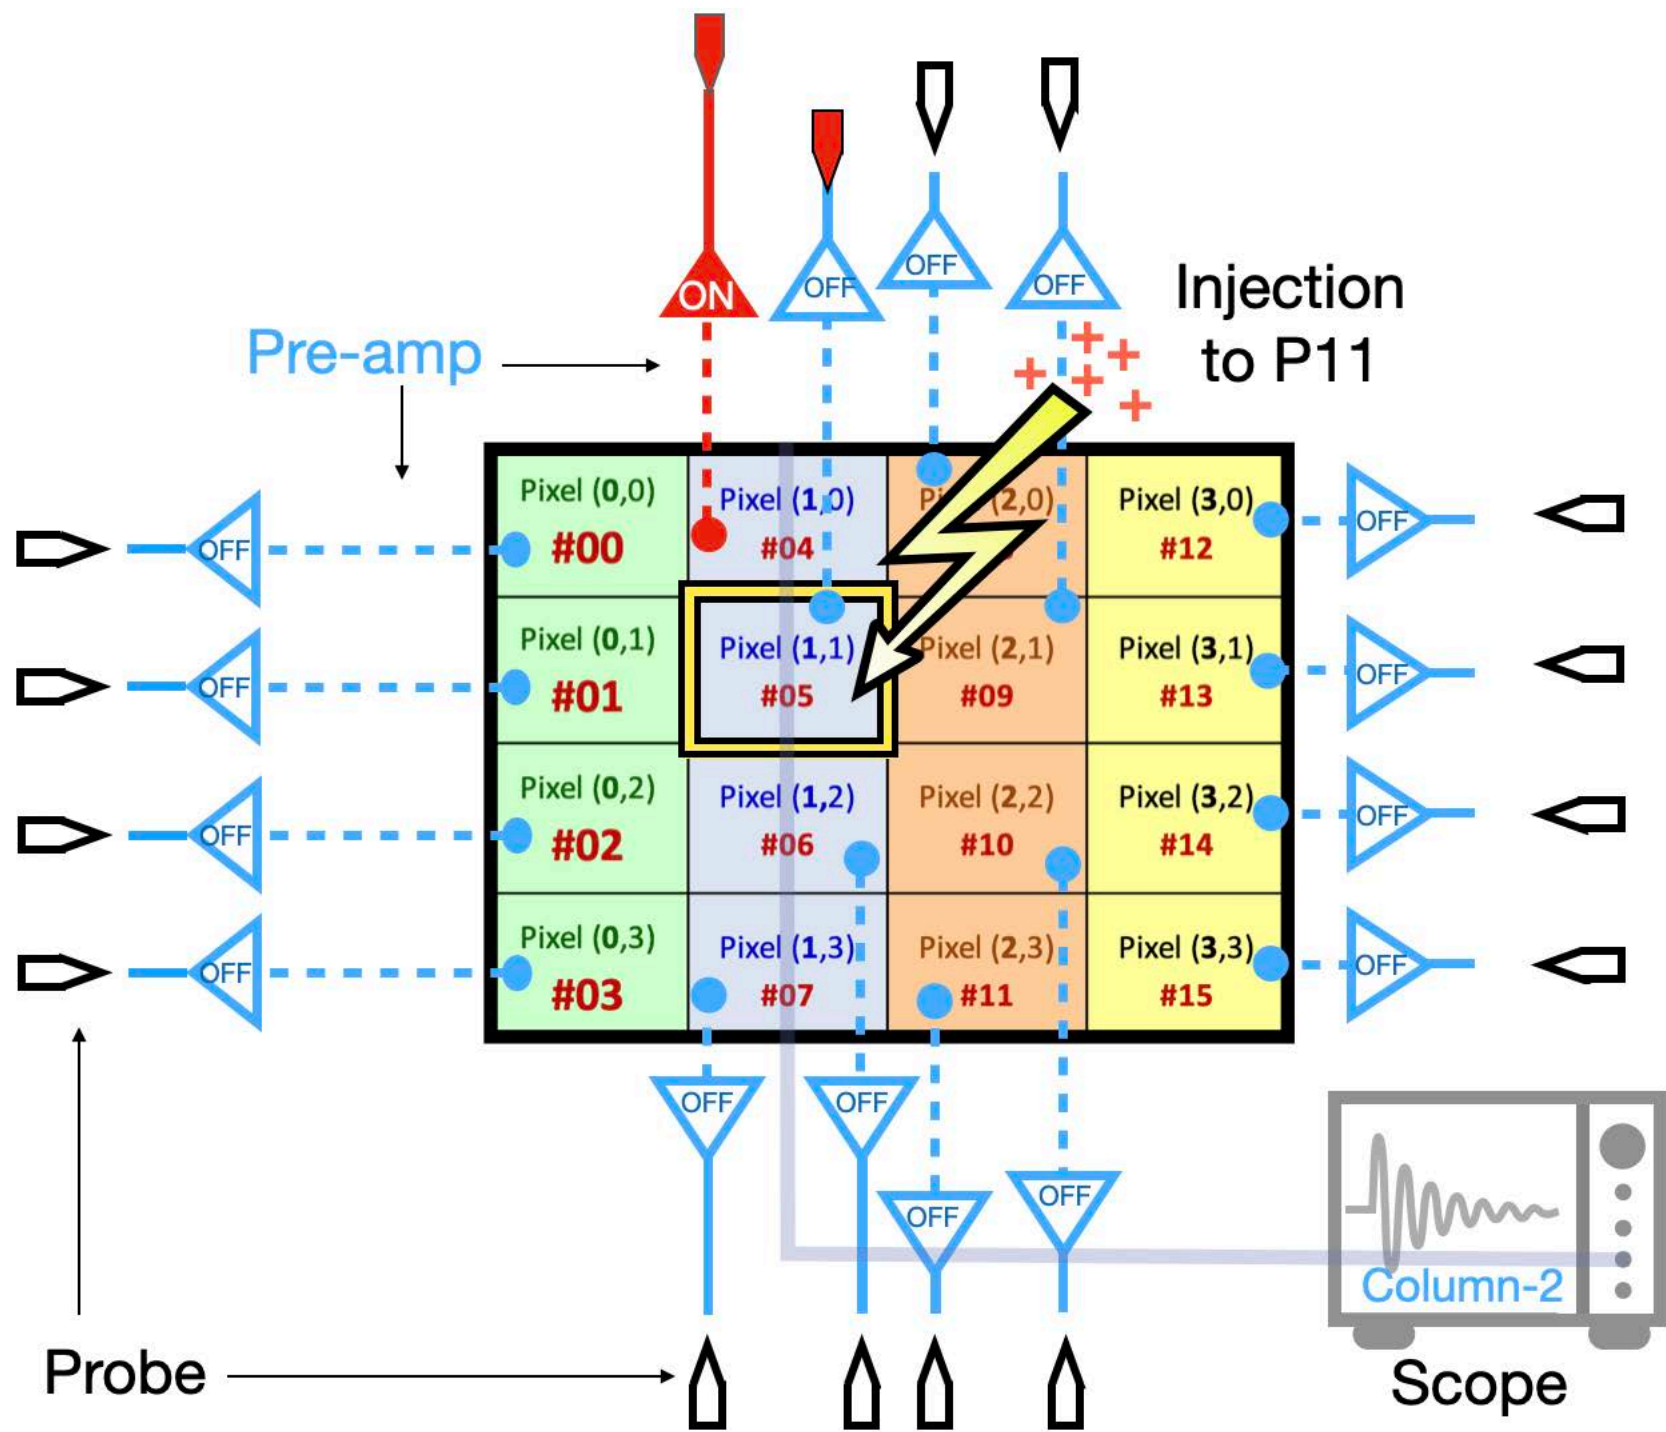 ON
OFF
OFF
OFF
Injection
to P11
Pre-amp
OFF
Pixel (0,0)
#00
Pixel (1,0)
#04
(2,0)
Pixel (3,0)
#12
OFF
OFF
Pixel (0,1)
#01
Pixel (1,1)
#05
Pixel (2,1)
#09
Pixel (3,1)
#13
OFF
OFF
Pixel (0,2)
#02
Pixel (1,2)
#06
Pixel (2,2)
#10
Pixel (3,2)
#14
OFF
OFF
Pixel (0,3)
#03
Pixel (1,3)
#07
Pixel (2,3)
#11
Pixel (3,3)
#15
OFF
OFF
OFF
OFF
OFF
Column-2
Probe
Scope